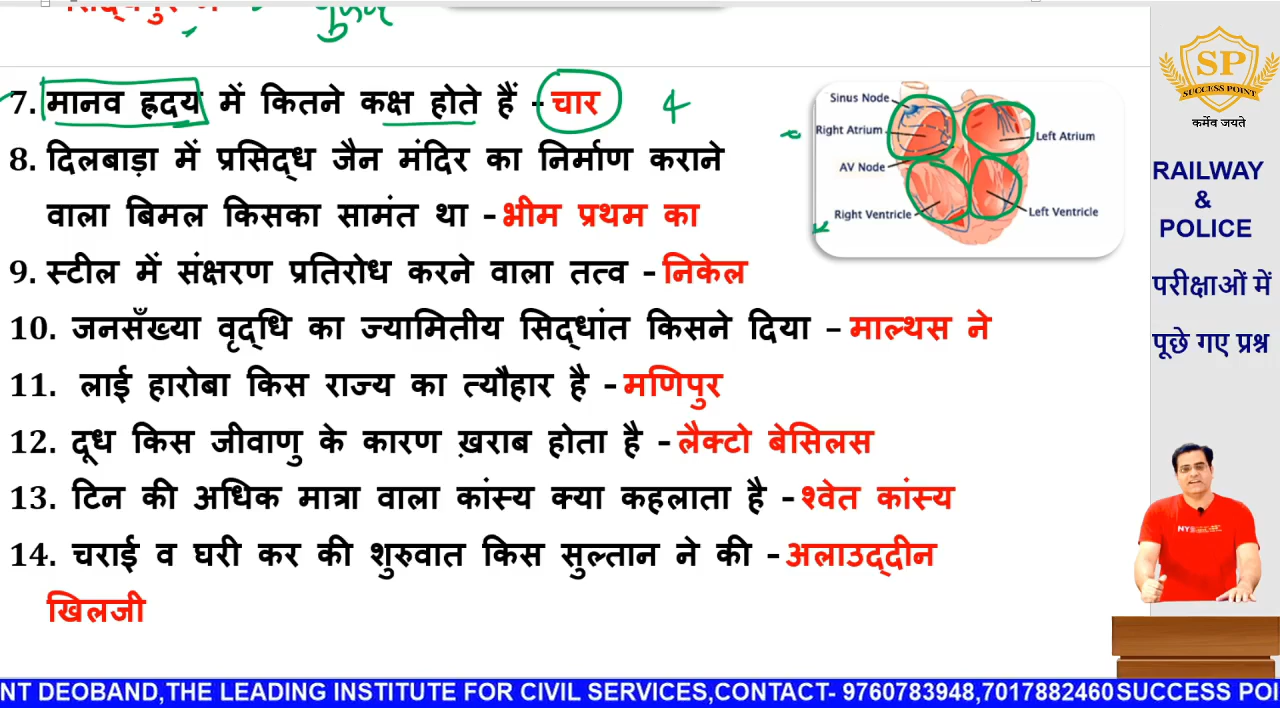 7. मानव ह्रदय में कितने कक्ष होते हैं - चार 4
8. दिलबाड़ा में प्रसिद्ध जैन मंदिर का निर्माण कराने
वाला बिमल किसका सामंत था – भीम प्रथम का
9. स्टील में संक्षरण प्रतिरोध करने वाला तत्व – निकेल
10. जनसँख्या वृद्धि का ज्यामितीय सिद्धांत किसने दिया – माल्थस ने
11. लाई हारोबा किस राज्य का त्यौहार है – मणिपुर
12. दूध किस जीवाणु के कारण ख़राब होता है – लैक्टो बेसिलस
13. टिन की अधिक मात्रा वाला कांस्य क्या कहलाता है – श्वेत कांस्य
14. चराई व घरी कर की शुरुवात किस सुल्तान ने की – अलाउद्दीन
खिलजी
Sinus Node
Right Atrium
Left Atrium
AV Node
Right Ventricle
Left Ventricle
SP
SUCCESS POINT
कर्मेव जयते
RAILWAY
&
POLICE
परीक्षाओं में
पूछे गए प्रश्न
NT DEOBAND,THE LEADING INSTITUTE FOR CIVIL SERVICES,CONTACT- 9760783948,7017882460 SUCCESS POI